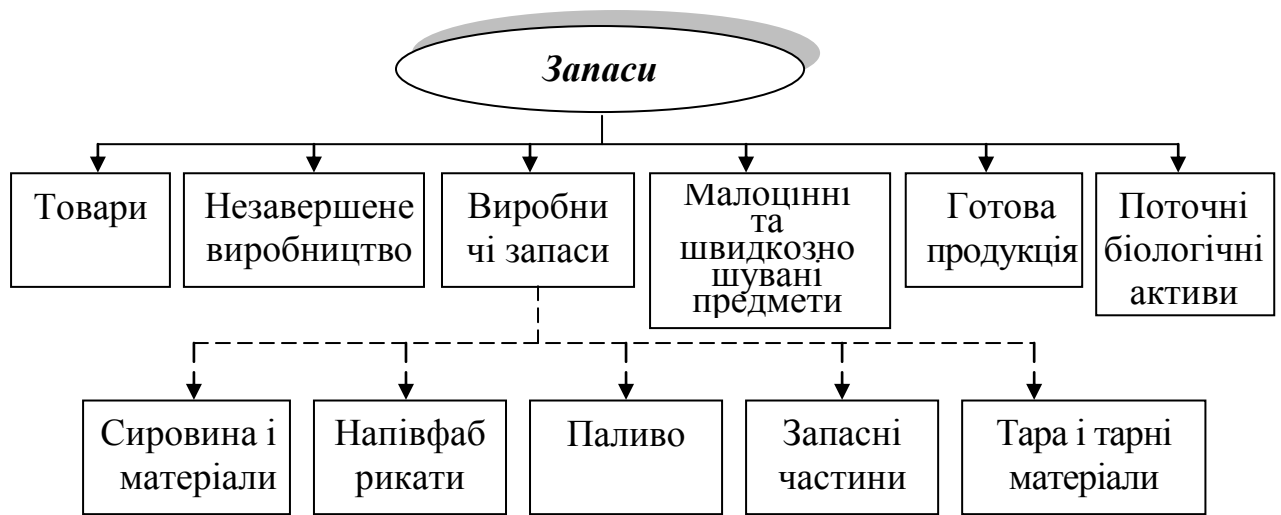 Запаси
Товари
Незавершене
виробництво
Виробни
чі запаси
Малоцінні
та
швидкозно
шувані
предмети
Готова
продукція
Поточні
біологічні
активи
Сировина і
матеріали
Напівфаб
рикати
Паливо
Запасні
частини
Тара і тарні
матеріали